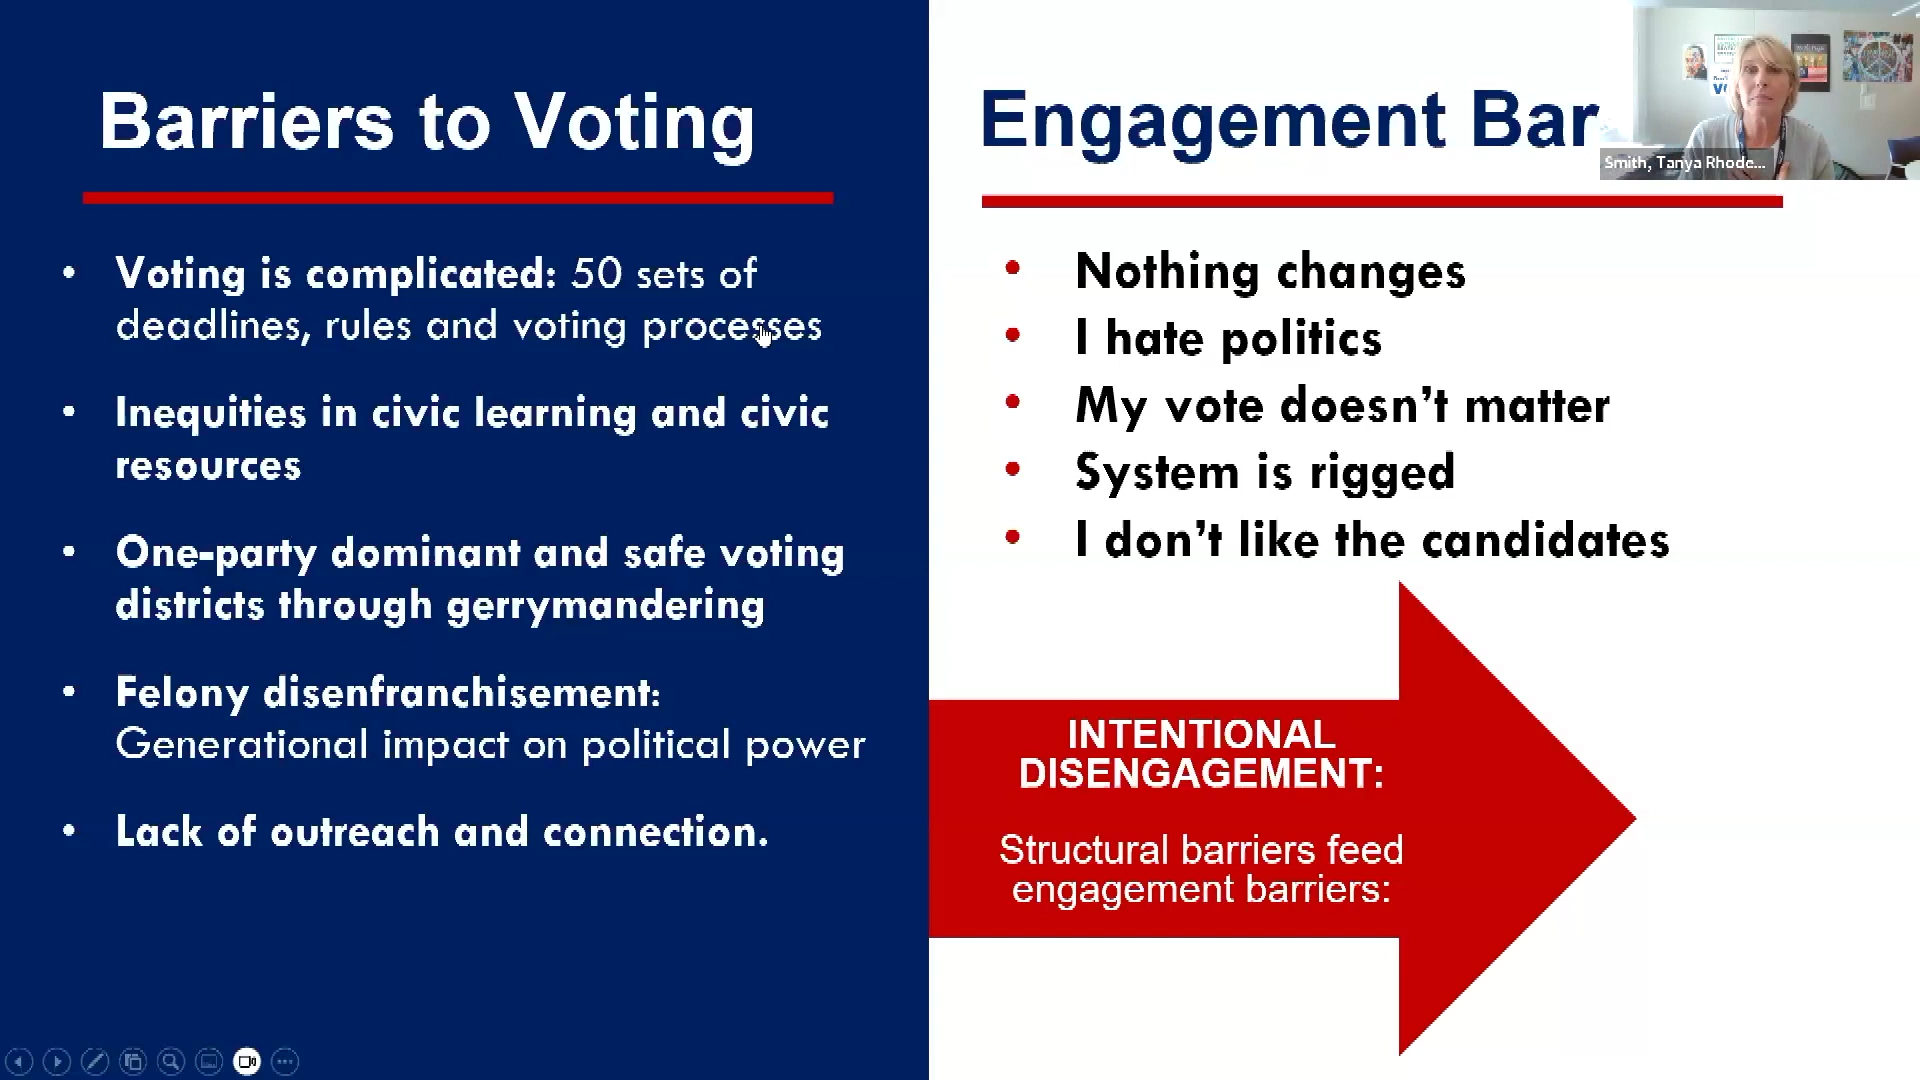 Barriers to Voting
• Voting is complicated: 50 sets of
deadlines, rules and voting processes
• Inequities in civic learning and civic
resources
• One-party dominant and safe voting
districts through gerrymandering
• Felony disenfranchisement:
Generational impact on political power
• Lack of outreach and connection.
Engagement Bar
• Nothing changes
• I hate politics
• My vote doesn’t matter
• System is rigged
• I don’t like the candidates
INTENTIONAL
DISENGAGEMENT:
Structural barriers feed
engagement barriers:
Smith, Tanya Rhode...